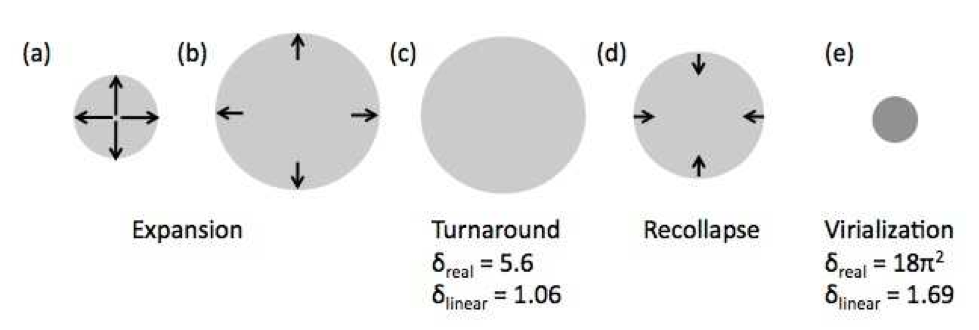 (a)
(b)
(c)
(d)
(e)
Expansion
Turnaround
δreal = 5.6
δlinear = 1.06
Recollapse
Virialization
δreal = 18π²
δlinear = 1.69